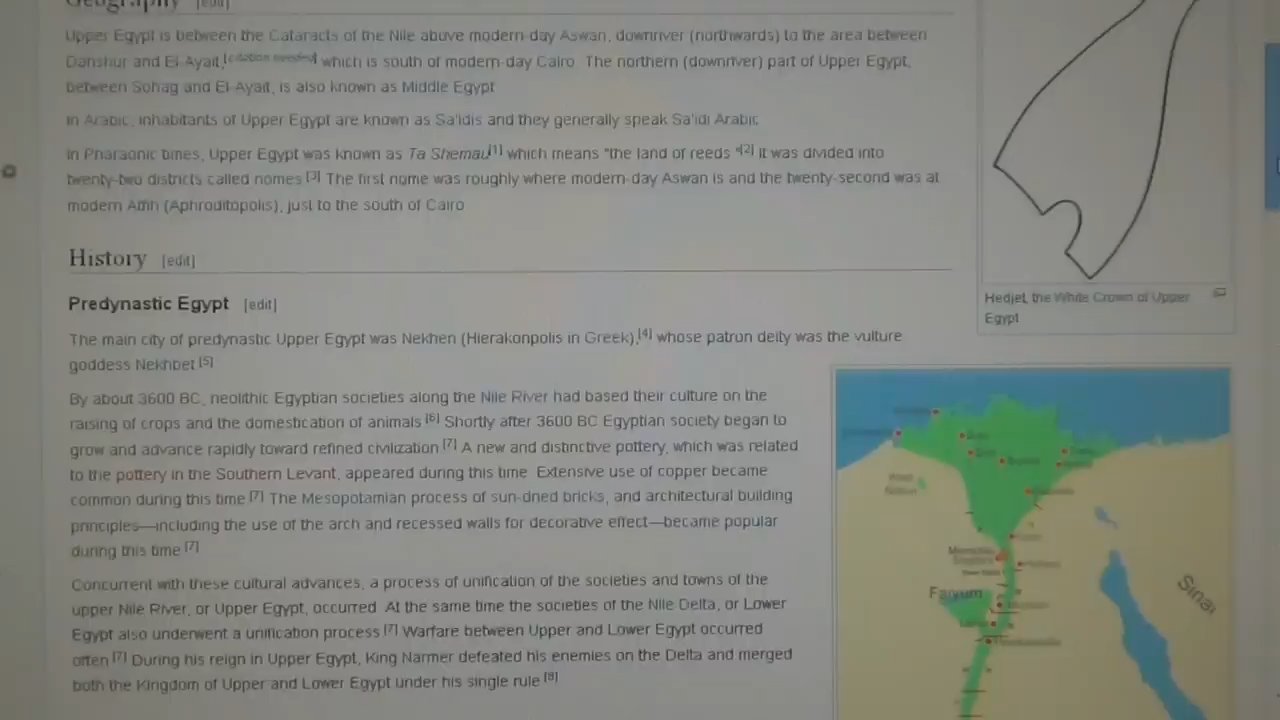 Geography [edit]
Upper Egypt is between the Cataracts of the Nile above modern-day Aswan, downriver (northwards) to the area between
Dahshur and El-Ayait,[citation needed] which is south of modern-day Cairo. The northern (downriver) part of Upper Egypt,
between Sohag and El-Ayait, is also known as Middle Egypt.
In Arabic, inhabitants of Upper Egypt are known as Sa'idis and they generally speak Sa'idi Arabic.
In Pharaonic times, Upper Egypt was known as Ta Shemau[1] which means "the land of reeds."[2] It was divided into
twenty-two districts called nomes.[3] The first nome was roughly where modern-day Aswan is and the twenty-second was at
modern Atfih (Aphroditopolis), just to the south of Cairo.
History [edit]
Predynastic Egypt [edit]
The main city of predynastic Upper Egypt was Nekhen (Hierakonpolis in Greek),[4] whose patron deity was the vulture
goddess Nekhbet.[5]
By about 3600 BC, neolithic Egyptian societies along the Nile River had based their culture on the
raising of crops and the domestication of animals.[6] Shortly after 3600 BC Egyptian society began to
grow and advance rapidly toward refined civilization.[7] A new and distinctive pottery, which was related
to the pottery in the Southern Levant, appeared during this time. Extensive use of copper became
common during this time.[7] The Mesopotamian process of sun-dried bricks, and architectural building
principles—including the use of the arch and recessed walls for decorative effect—became popular
during this time.[7]
Concurrent with these cultural advances, a process of unification of the societies and towns of the
upper Nile River, or Upper Egypt, occurred. At the same time the societies of the Nile Delta, or Lower
Egypt also underwent a unification process.[7] Warfare between Upper and Lower Egypt occurred
often.[7] During his reign in Upper Egypt, King Narmer defeated his enemies on the Delta and merged
both the Kingdom of Upper and Lower Egypt under his single rule.[8]
Hedjet, the White Crown of Upper
Egypt
Memphis
Faiyum
Sinai